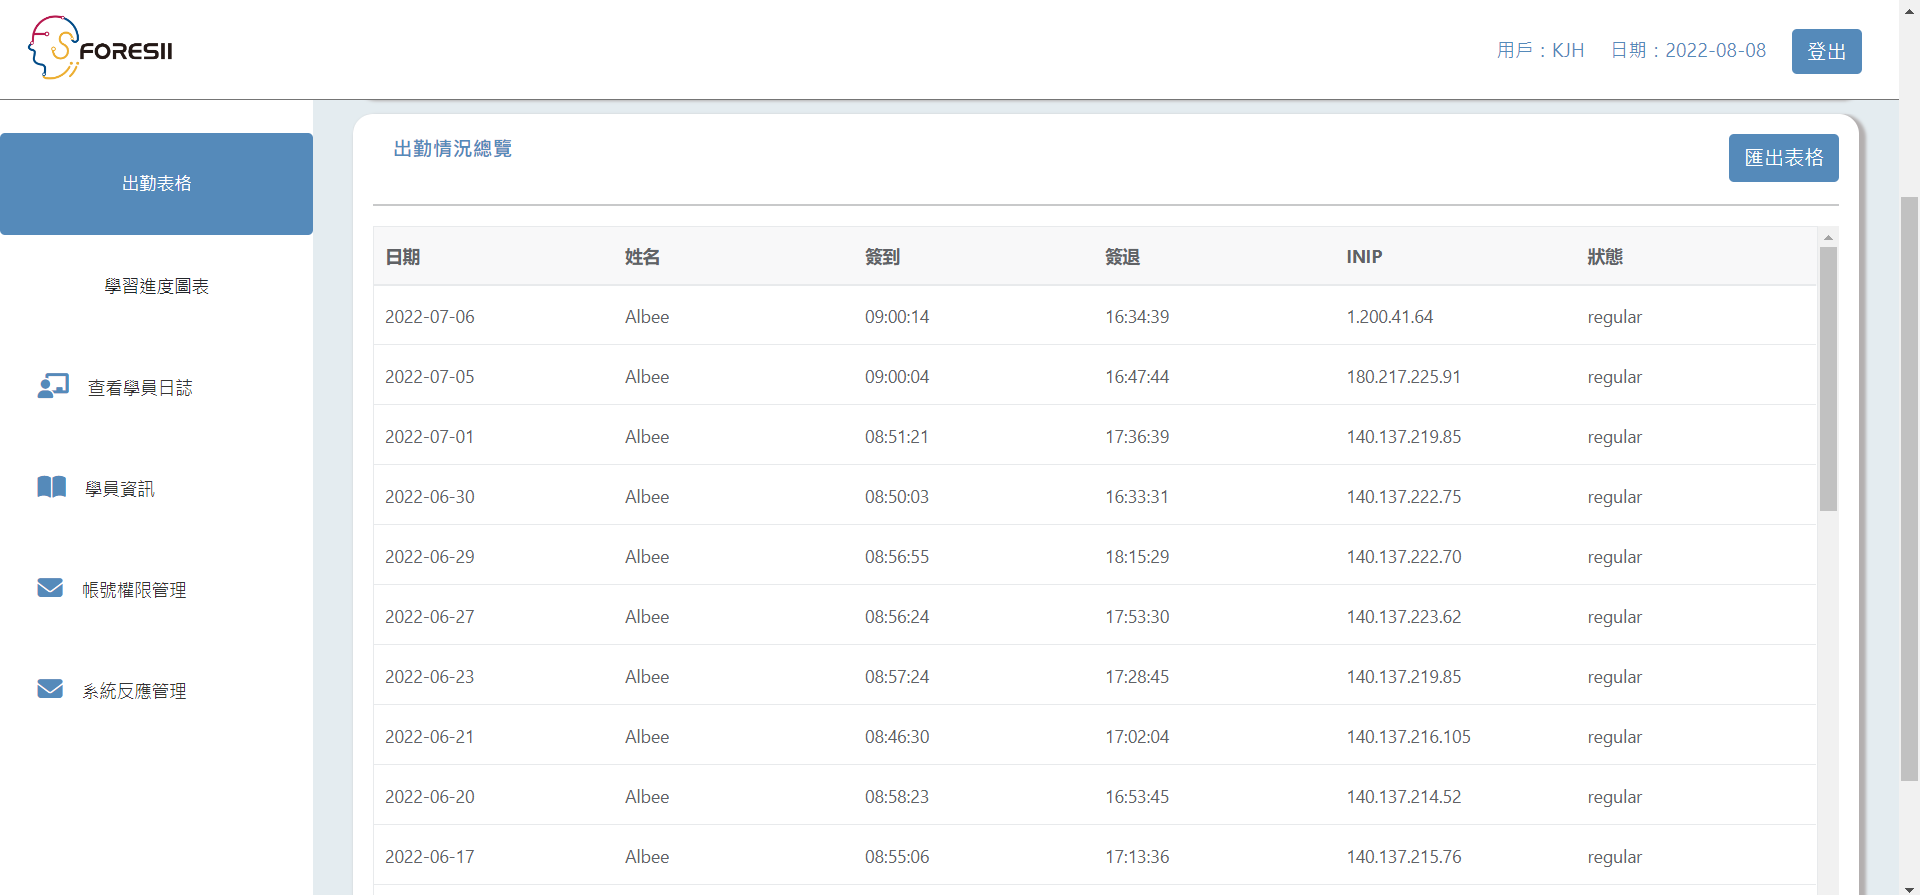 FORESII
用戶：KJH 日期：2022-08-08 登出
出勤表格
學習進度圖表
查看學員日誌
學員資訊
帳號權限管理
系統反應管理
出勤情況總覽
匯出表格
日期 姓名 簽到 簽退 INIP 狀態
2022-07-06 Albee 09:00:14 16:34:39 1.200.41.64 regular
2022-07-05 Albee 09:00:04 16:47:44 180.217.225.91 regular
2022-07-01 Albee 08:51:21 17:36:39 140.137.219.85 regular
2022-06-30 Albee 08:50:03 16:33:31 140.137.222.75 regular
2022-06-29 Albee 08:56:55 18:15:29 140.137.222.70 regular
2022-06-27 Albee 08:56:24 17:53:30 140.137.223.62 regular
2022-06-23 Albee 08:57:24 17:28:45 140.137.219.85 regular
2022-06-21 Albee 08:46:30 17:02:04 140.137.216.105 regular
2022-06-20 Albee 08:58:23 16:53:45 140.137.214.52 regular
2022-06-17 Albee 08:55:06 17:13:36 140.137.215.76 regular